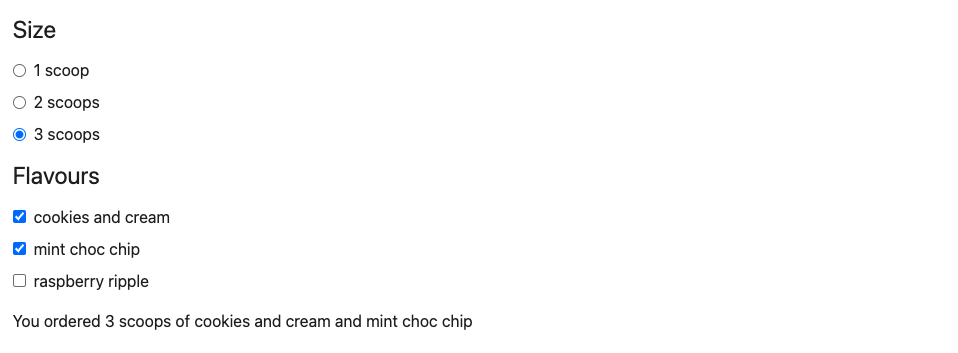 Size
1 scoop
2 scoops
3 scoops
Flavours
cookies and cream
mint choc chip
raspberry ripple
You ordered 3 scoops of cookies and cream and mint choc chip